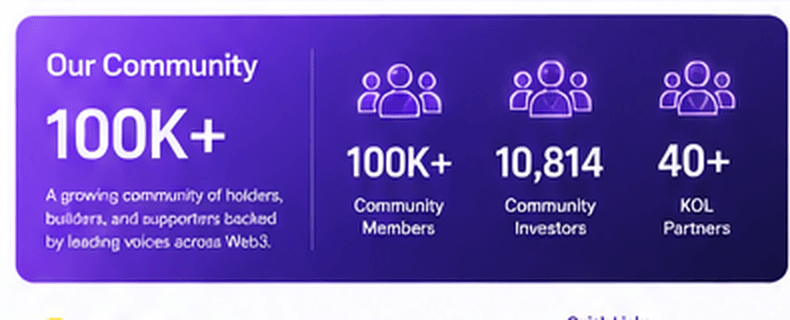 Our Community
100K+
A growing community of holders,
builders, and supporters backed
by leading voices across Web3.
100K+
Community
Members
10,814
Community
Investors
40+
KOL
Partners